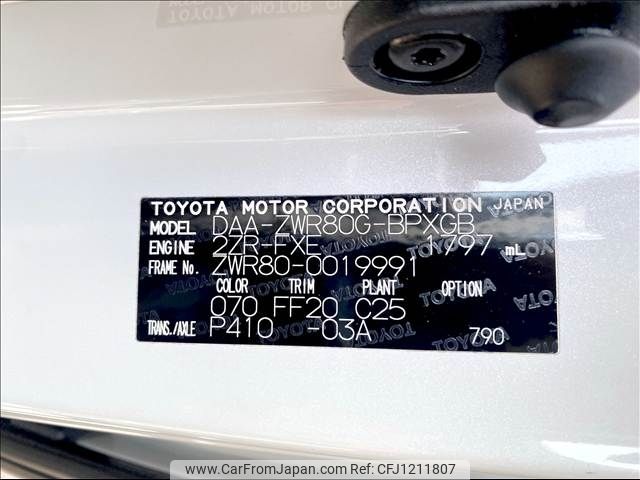 TOYOTA MOTOR CORPORATION JAPAN
MODEL DAA-ZWR80G-BPXGB
ENGINE 2ZR-FXE 1797 mL
FRAME No. ZWR80-0019991
COLOR TRIM PLANT OPTION
070 FF20 C25
TRANS./AXLE P410 -03A 790
www.CarFromJapan.com • CFJ1211807